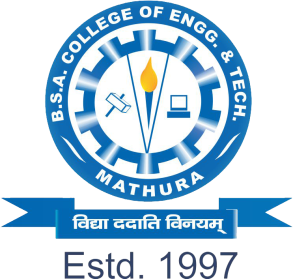 B.S.A. COLLEGE OF ENGG. & TECH.
MATHURA
विद्या ददाति विनयम्
Estd. 1997